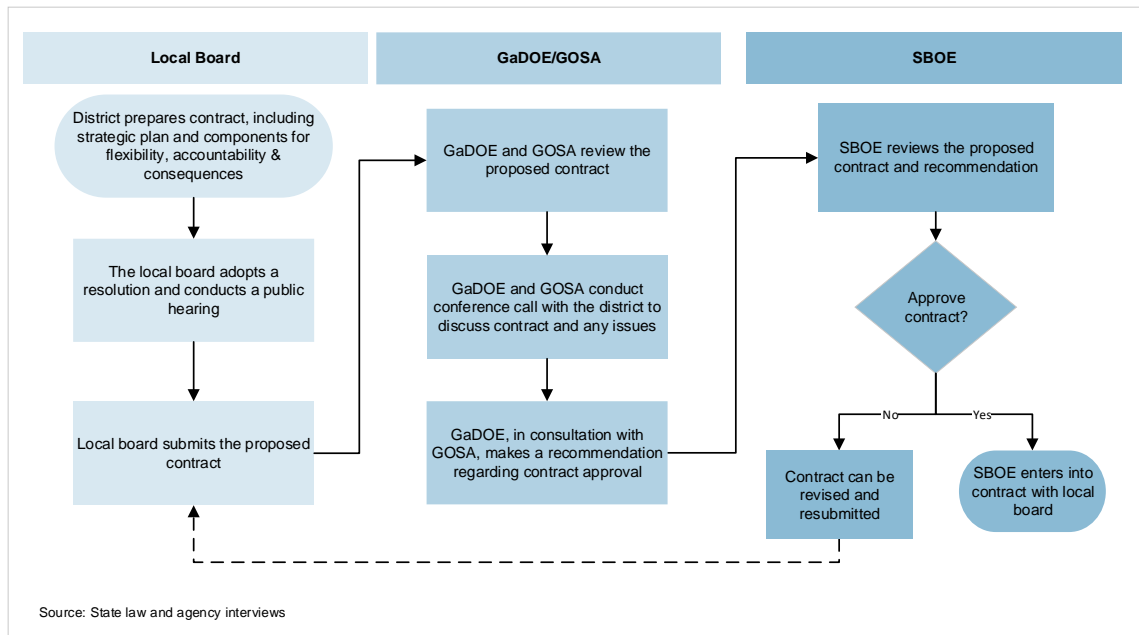 Local Board
GaDOE/GOSA
SBOE
District prepares contract, including
strategic plan and components for
flexibility, accountability &
consequences
The local board adopts a
resolution and conducts a public
hearing
Local board submits the proposed
contract
GaDOE and GOSA review the
proposed contract
GaDOE and GOSA conduct
conference call with the district to
discuss contract and any issues
GaDOE, in consultation with
GOSA, makes a recommendation
regarding contract approval
SBOE reviews the proposed
contract and recommendation
Approve
contract?
No
Yes
Contract can be
revised and
resubmitted
SBOE enters into
contract with local
board
Source: State law and agency interviews